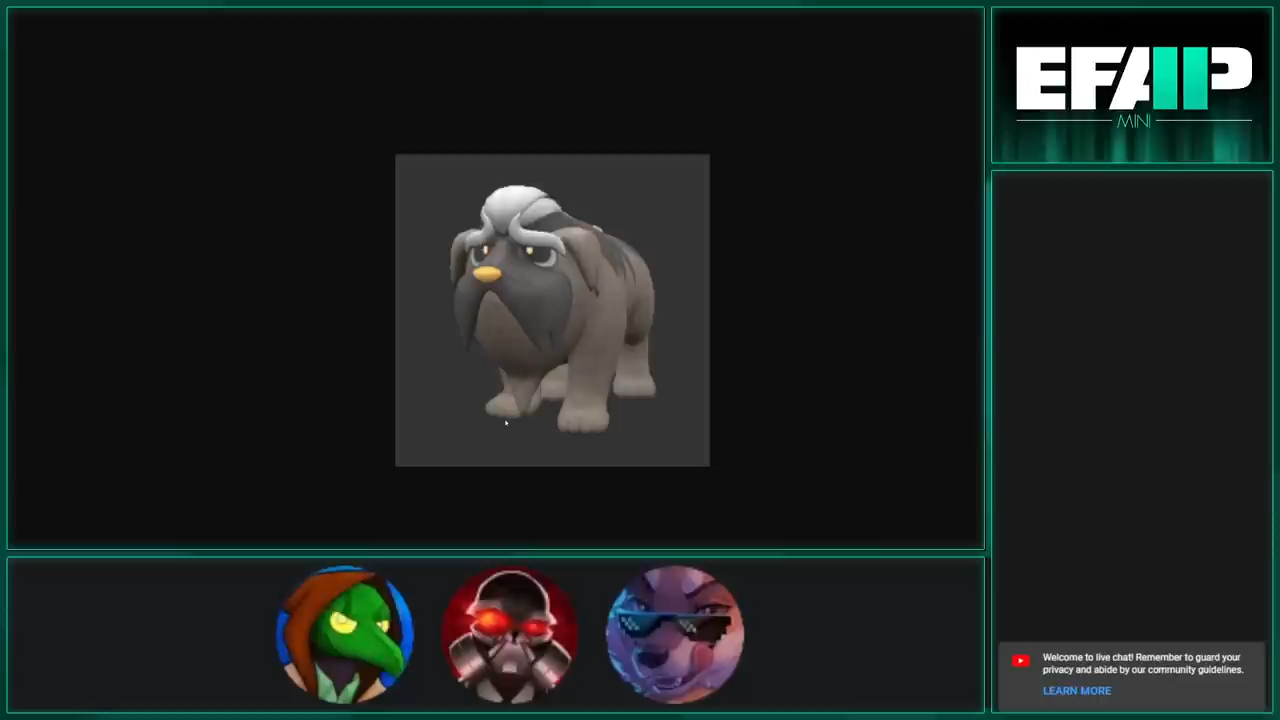 EFAP
MINI
Welcome to live chat! Remember to guard your
privacy and abide by our community guidelines.
LEARN MORE